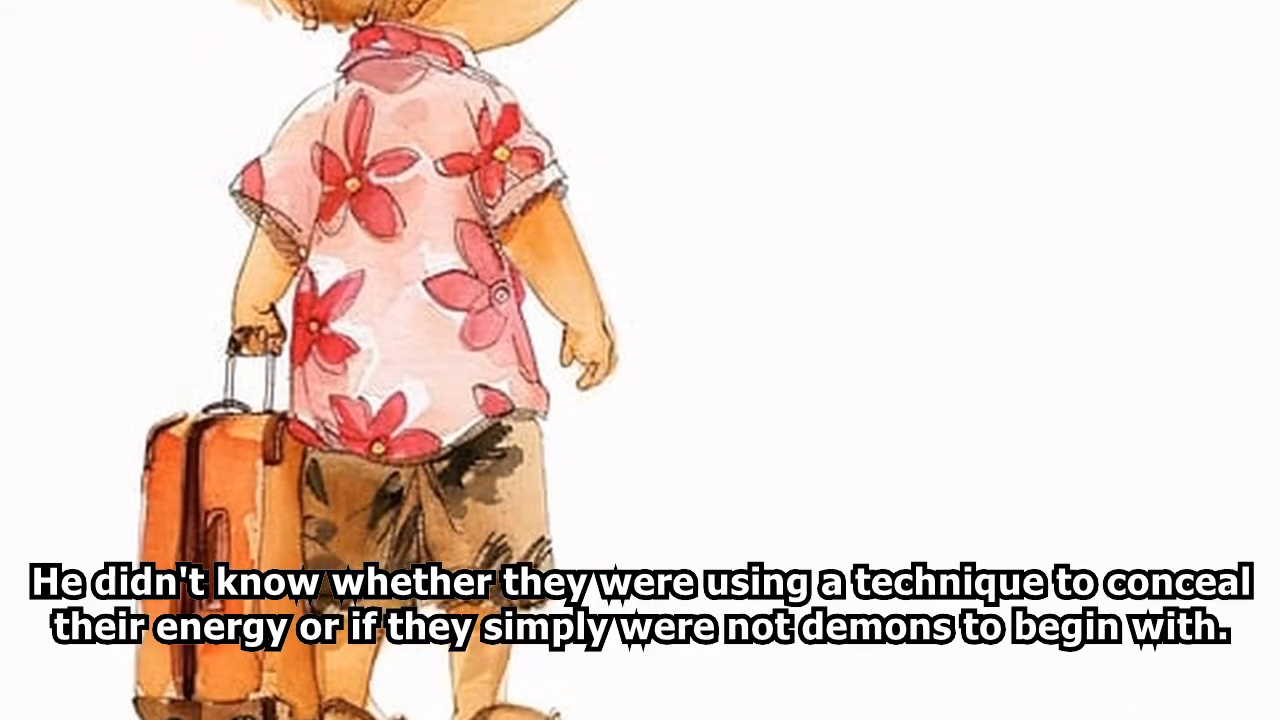 He didn't know whether they were using a technique to conceal
their energy or if they simply were not demons to begin with.